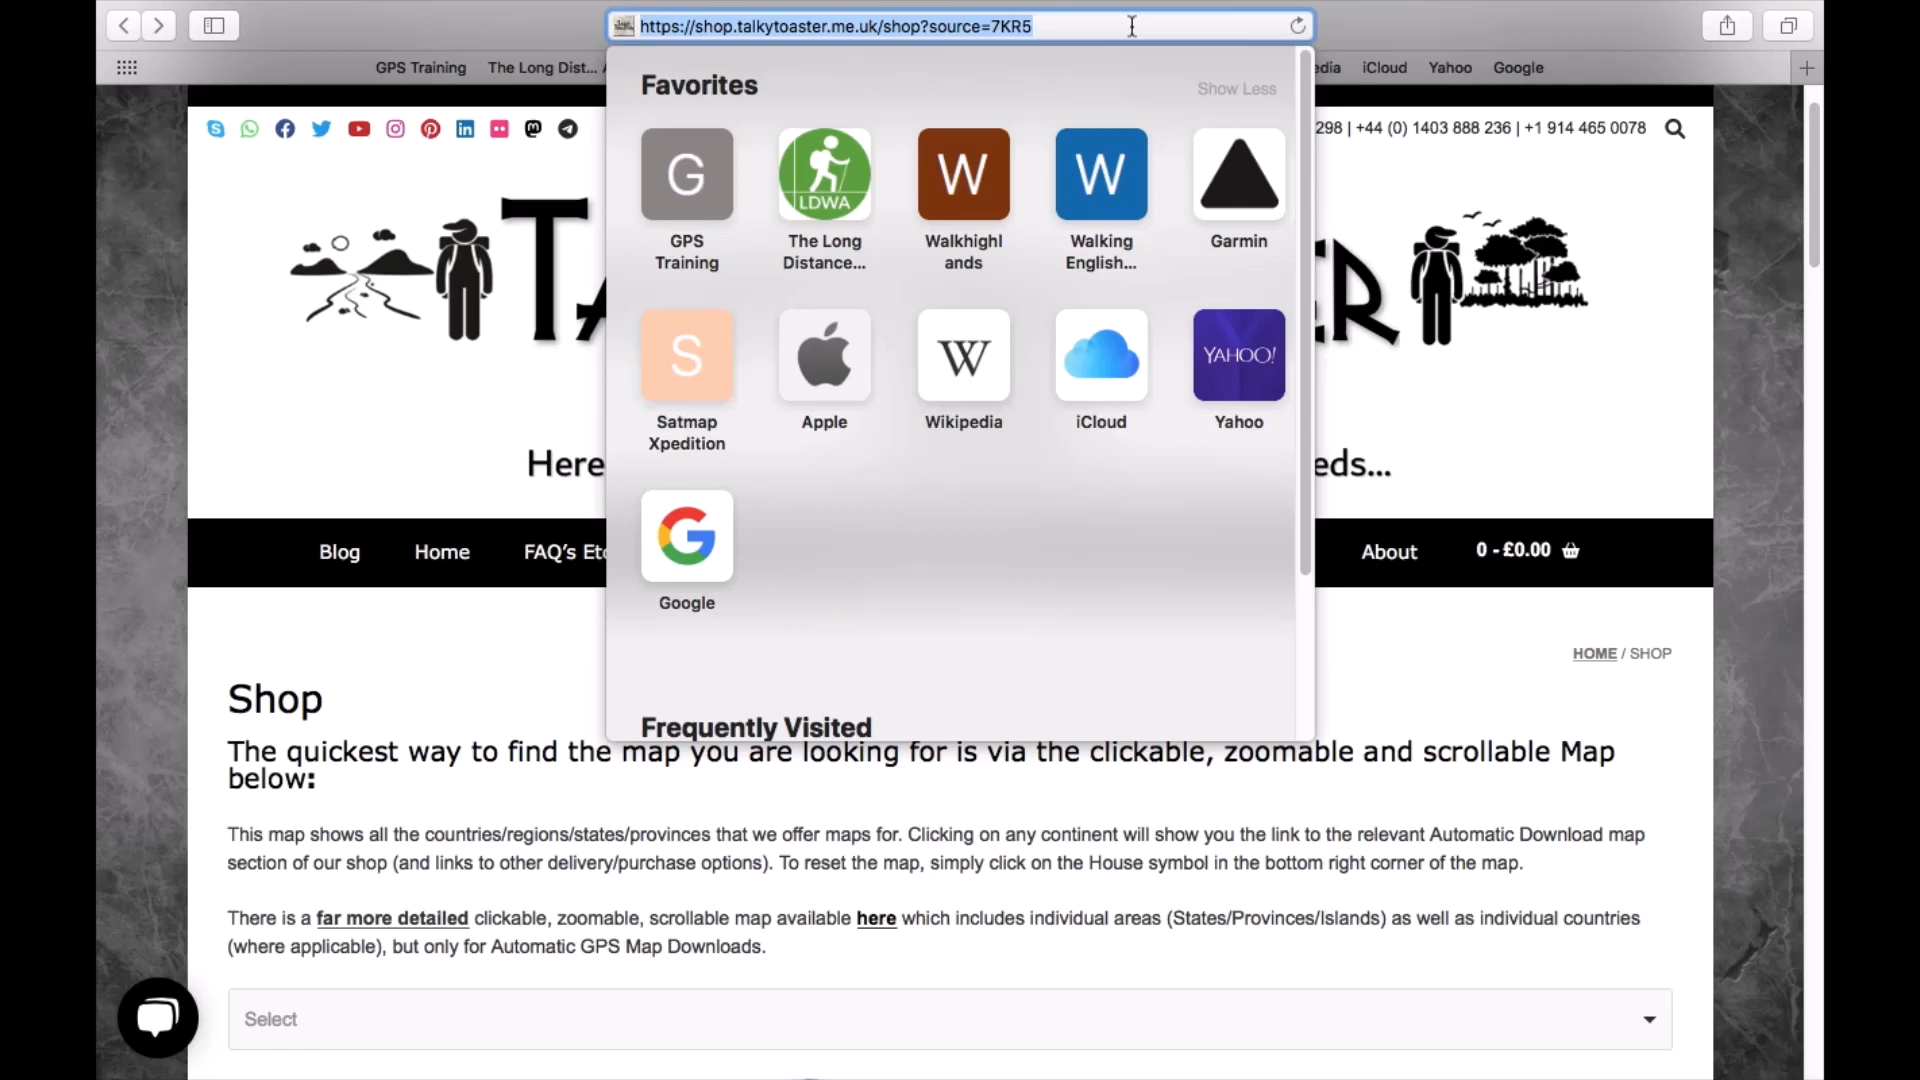 https://shop.talkytoaster.me.uk/shop?source=7KR5
GPS Training The Long Dist...
edia iCloud Yahoo Google
298 | +44 (0) 1403 888 236 | +1 914 465 0078
Favorites
Show Less
G
LDWA
W
W
GPS
Training
The Long
Distance...
Walkhighl
ands
Walking
English...
Garmin
S
W
YAHOO!
Satmap
Xpedition
Apple
Wikipedia
iCloud
Yahoo
G
Google
Frequently Visited
TA
ER
Here
eds...
Blog Home FAQ's Etc
About 0 - £0.00
HOME / SHOP
Shop
The quickest way to find the map you are looking for is via the clickable, zoomable and scrollable Map
below:
This map shows all the countries/regions/states/provinces that we offer maps for. Clicking on any continent will show you the link to the relevant Automatic Download map
section of our shop (and links to other delivery/purchase options). To reset the map, simply click on the House symbol in the bottom right corner of the map.
There is a far more detailed clickable, zoomable, scrollable map available here which includes individual areas (States/Provinces/Islands) as well as individual countries
(where applicable), but only for Automatic GPS Map Downloads.
Select